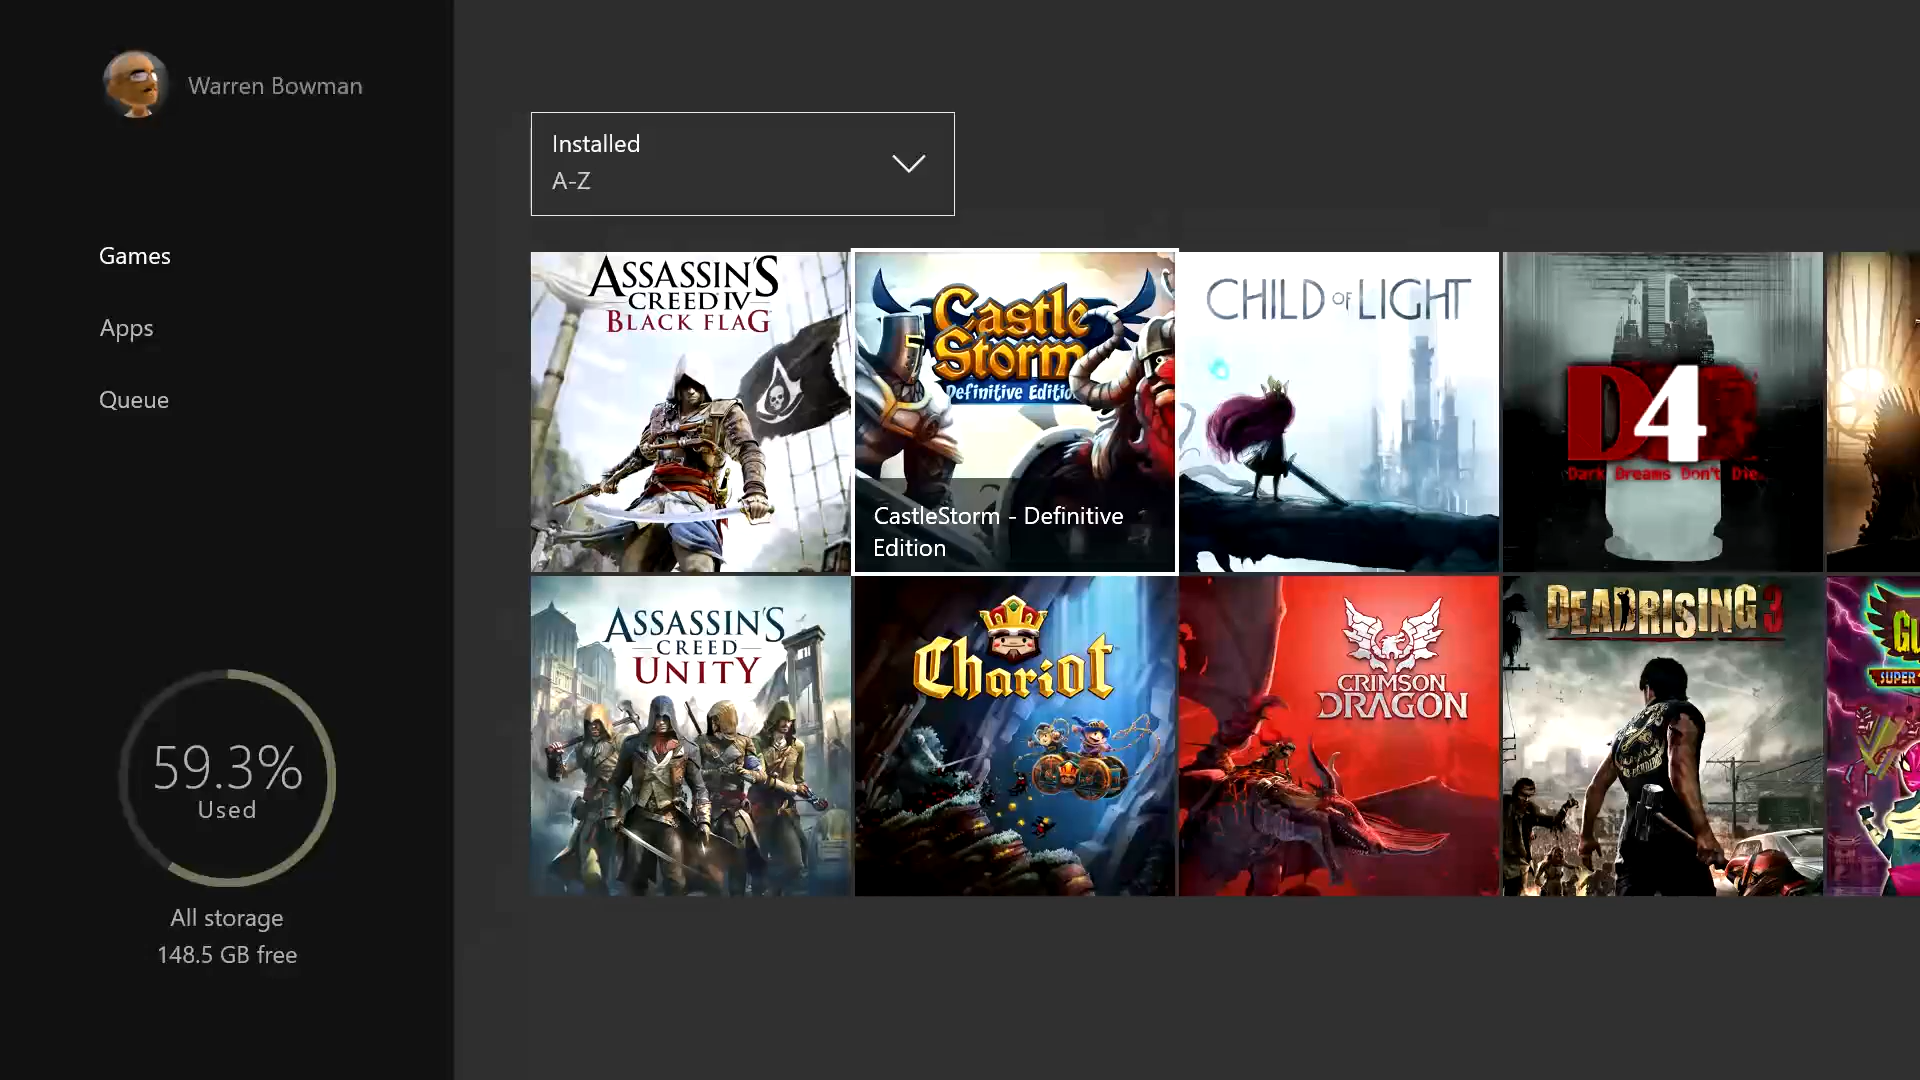 Warren Bowman
Games
Apps
Queue
59.3%
Used
All storage
148.5 GB free
Installed
A-Z
ASSASSIN'S
CREED IV
BLACK FLAG
Castle
Storm
Definitive Edition
CastleStorm - Definitive
Edition
CHILD OF LIGHT
D4
Dark Dreams Don't Die
ASSASSIN'S
CREED
UNITY
Chariot
CRIMSON
DRAGON
DEADRISING 3
GU
SUPER